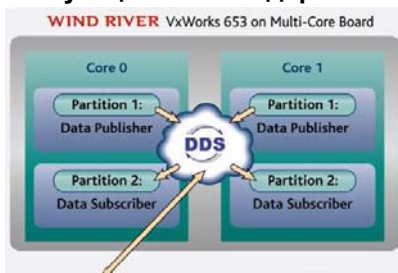 WIND RIVER VxWorks 653 on Multi-Core Board
Core 0
Core 1
Partition 1:
Data Publisher
Partition 1:
Data Publisher
DDS
Partition 2:
Data Subscriber
Partition 2:
Data Subscriber